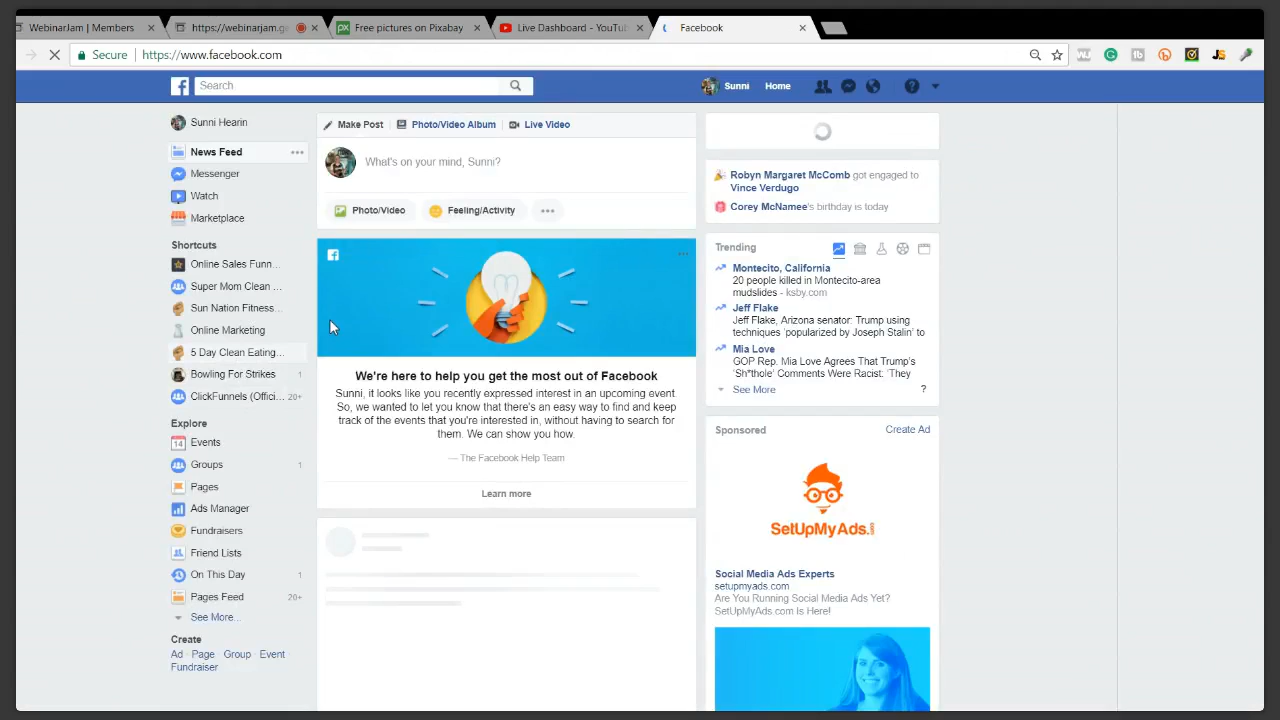 WebinarJam | Members
https://webinarjam.ge
Free pictures on Pixabay
Live Dashboard - YouTub
Facebook
Secure
https://www.facebook.com
Search
Sunni
Home
Sunni Hearin
News Feed
Messenger
Watch
Marketplace
Shortcuts
Online Sales Funn...
Super Mom Clean ...
Sun Nation Fitness...
Online Marketing
5 Day Clean Eating...
Bowling For Strikes 1
ClickFunnels (Offici... 20+
Explore
14 Events
Groups 1
Pages
Ads Manager
Fundraisers
Friend Lists
On This Day 1
Pages Feed 20+
See More...
Create
Ad · Page · Group · Event ·
Fundraiser
Make Post
Photo/Video Album
Live Video
What's on your mind, Sunni?
Photo/Video
Feeling/Activity
We're here to help you get the most out of Facebook
Sunni, it looks like you recently expressed interest in an upcoming event.
So, we wanted to let you know that there's an easy way to find and keep
track of the events that you're interested in, without having to search for
them. We can show you how.
— The Facebook Help Team
Learn more
Robyn Margaret McComb got engaged to
Vince Verdugo
Corey McNamee's birthday is today
Trending
Montecito, California
20 people killed in Montecito-area
mudslides - ksby.com
Jeff Flake
Jeff Flake, Arizona senator: Trump using
techniques 'popularized by Joseph Stalin' to
Mia Love
GOP Rep. Mia Love Agrees That Trump's
'Sh*thole' Comments Were Racist: 'They
See More
?
Sponsored
Create Ad
SetUpMyAds.com
Social Media Ads Experts
setupmyads.com
Are You Running Social Media Ads Yet?
SetUpMyAds.com Is Here!